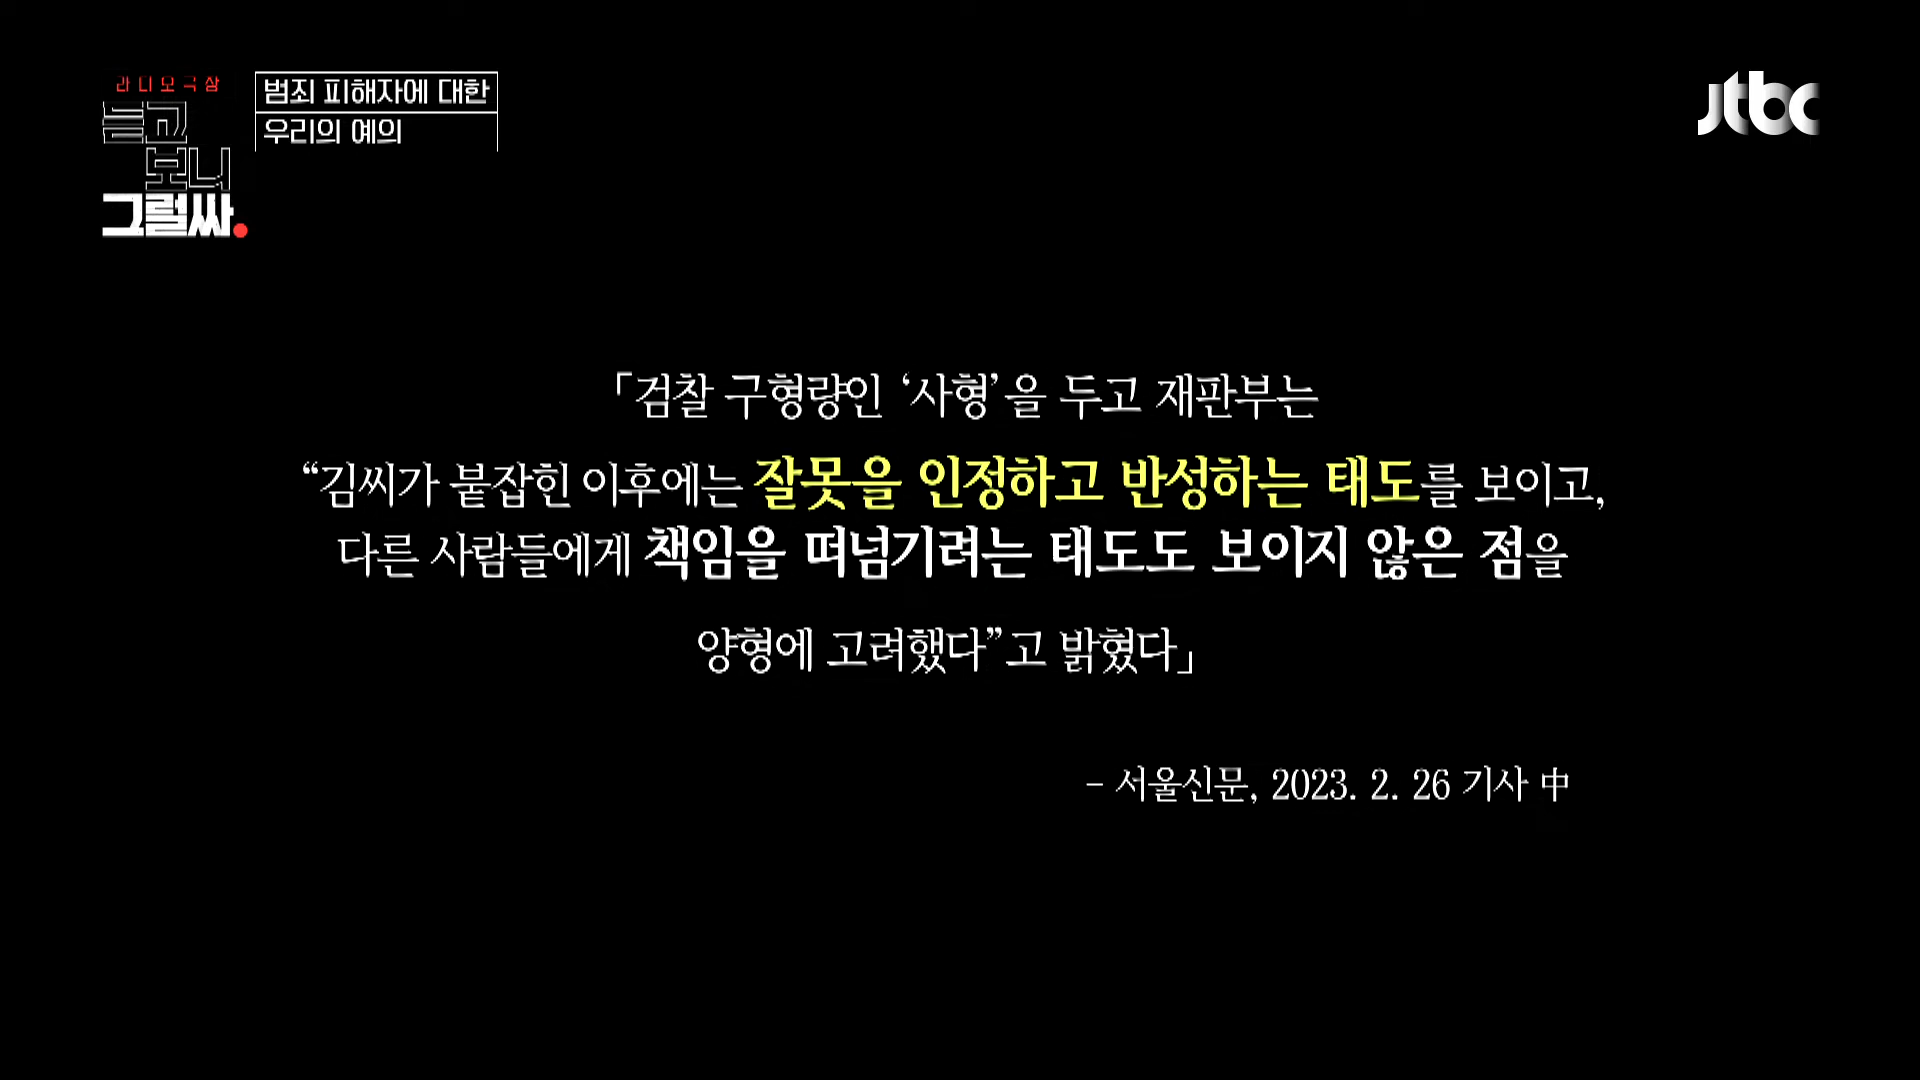 라디오극장
듣고
보니
그럴싸.
범죄 피해자에 대한
우리의 예의
jtbc
「검찰 구형량인 ‘사형’을 두고 재판부는
“김씨가 붙잡힌 이후에는 잘못을 인정하고 반성하는 태도를 보이고,
다른 사람들에게 책임을 떠넘기려는 태도도 보이지 않은 점을
양형에 고려했다”고 밝혔다」
– 서울신문, 2023. 2. 26 기사 中